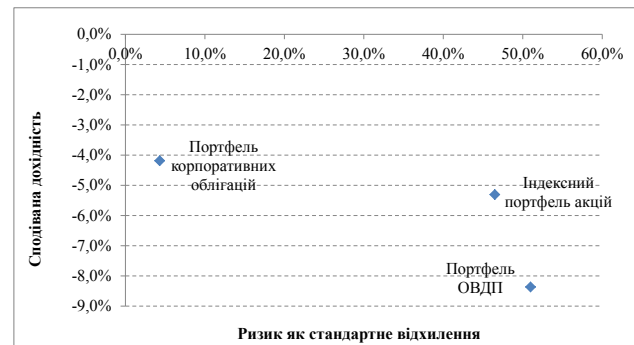 0,0%
0,0% 10,0% 20,0% 30,0% 40,0% 50,0% 60,0%
-1,0%
-2,0%
-3,0%
-4,0%
-5,0%
-6,0%
-7,0%
-8,0%
-9,0%
Сподівана дохідність
Портфель
корпоративних
облігацій
Індексний
портфель акцій
Портфель
ОВДП
Ризик як стандартне відхилення